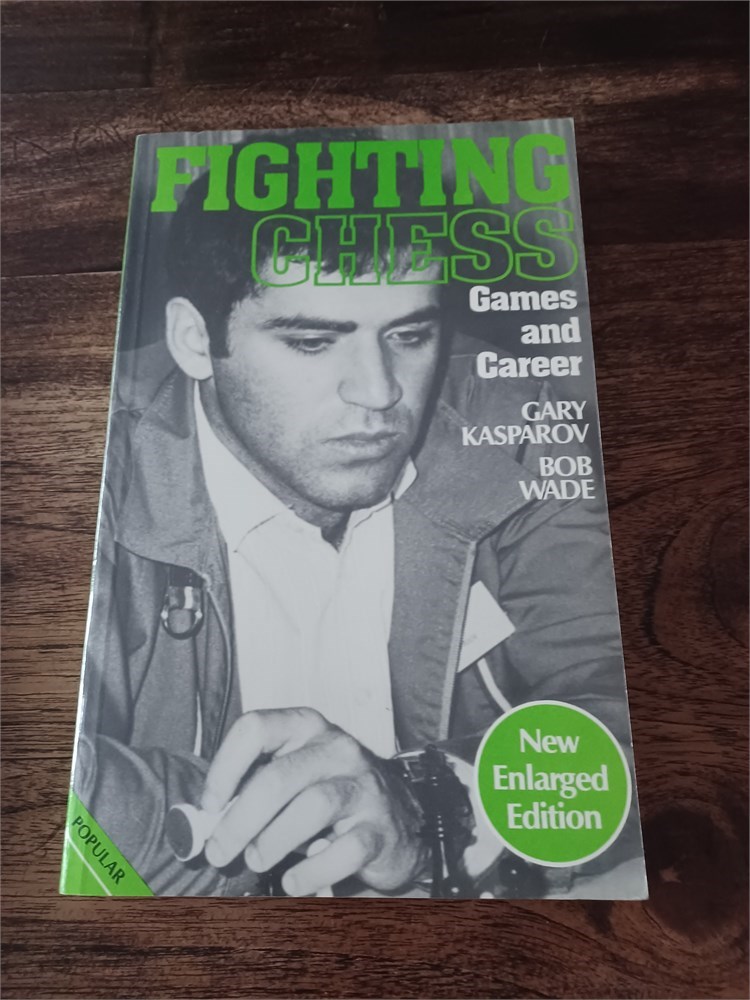 FIGHTING
CHESS
Games
and
Career
GARY
KASPAROV
BOB
WADE
New
Enlarged
Edition
POPULAR